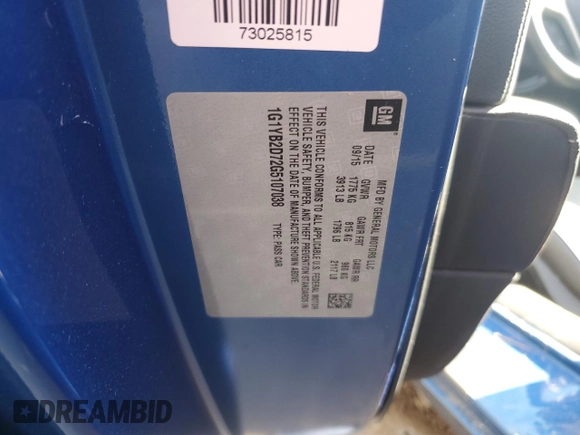 73025815
GM
MFD BY GENERAL MOTORS LLC
DATE GVWR GAWR FRT GAWR RR
09/15 1775 KG 815 KG 960 KG
3913 LB 1796 LB 2117 LB
THIS VEHICLE CONFORMS TO ALL APPLICABLE U.S. FEDERAL MOTOR
VEHICLE SAFETY, BUMPER, AND THEFT PREVENTION STANDARDS IN
EFFECT ON THE DATE OF MANUFACTURE SHOWN ABOVE.
1G1YB2D72G5107038 TYPE: PASS CAR
DREAMBID